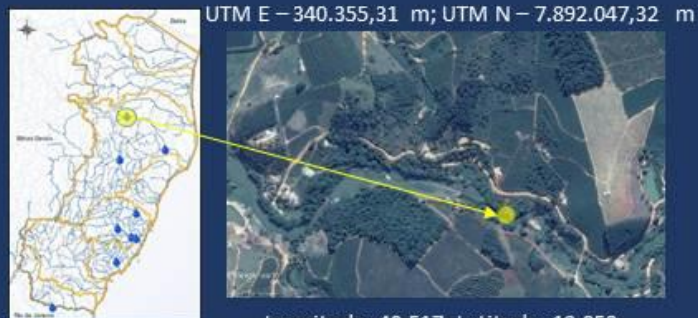 UTM E – 340.355,31 m; UTM N – 7.892.047,32 m
Bahia
Minas Gerais
Rio de Janeiro